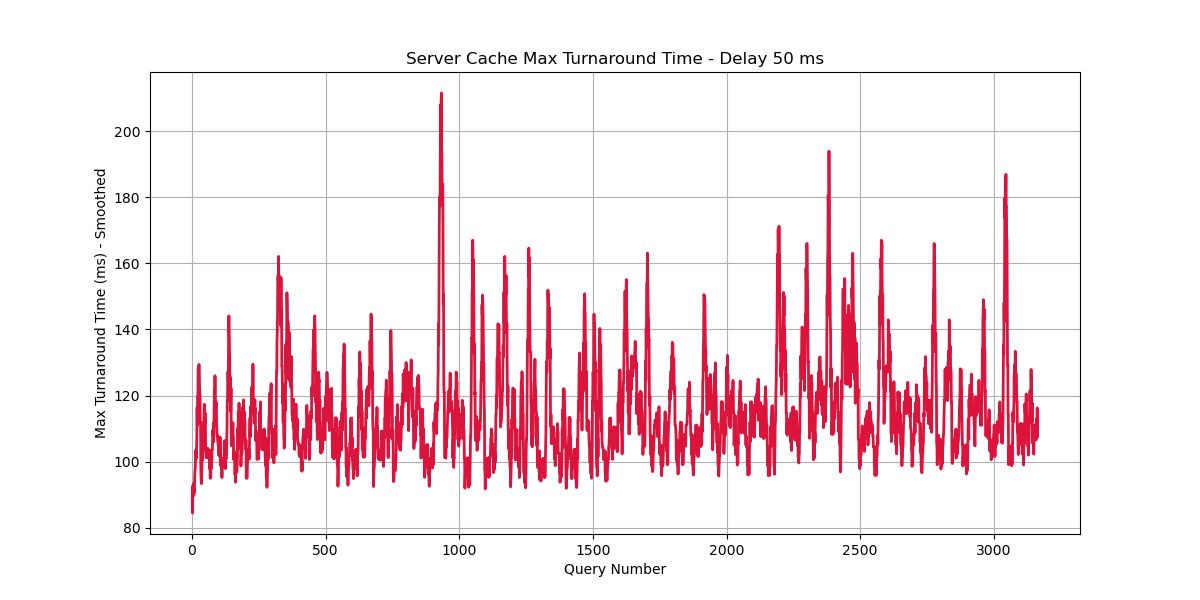 Server Cache Max Turnaround Time - Delay 50 ms
Max Turnaround Time (ms) - Smoothed
200
180
160
140
120
100
80
0 500 1000 1500 2000 2500 3000
Query Number